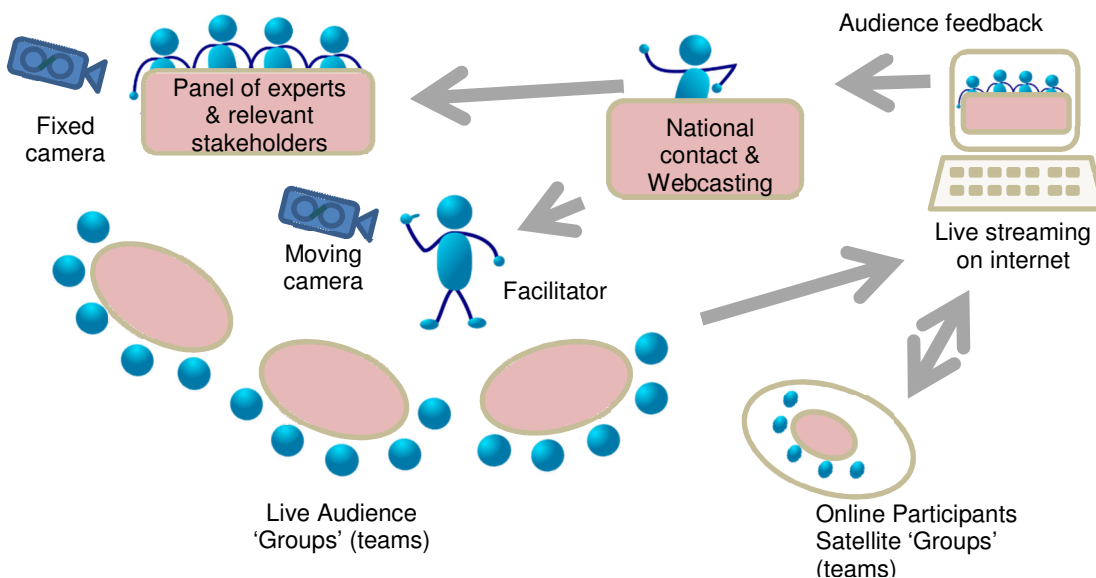 Audience feedback
Panel of experts
& relevant
stakeholders
Fixed
camera
National
contact &
Webcasting
Moving
camera
Facilitator
Live streaming
on internet
Live Audience
‘Groups’ (teams)
Online Participants
Satellite ‘Groups’
(teams)